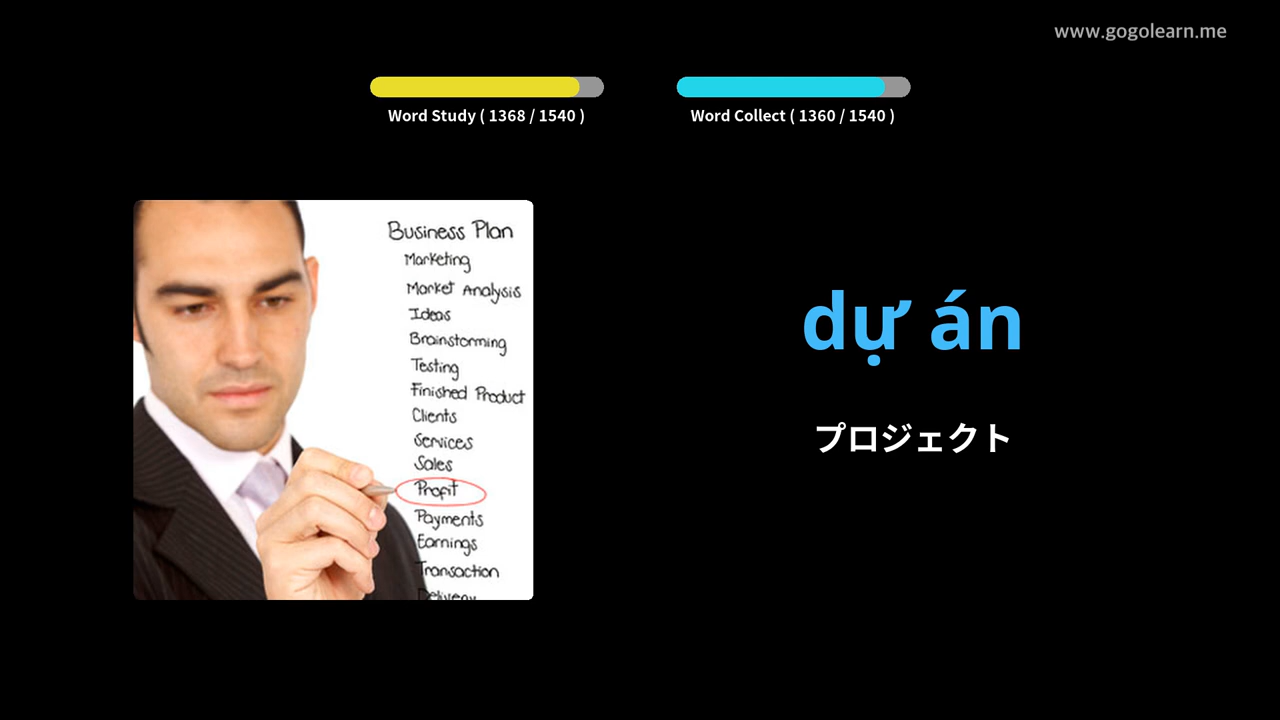 www.gogolearn.me
Word Study ( 1368 / 1540 )
Word Collect ( 1360 / 1540 )
Business Plan
Marketing
Market Analysis
Ideas
Brainstorming
Testing
Finished Product
Clients
Services
Sales
Profit
Payments
Earnings
Transaction
Delivery
dự án
プロジェクト